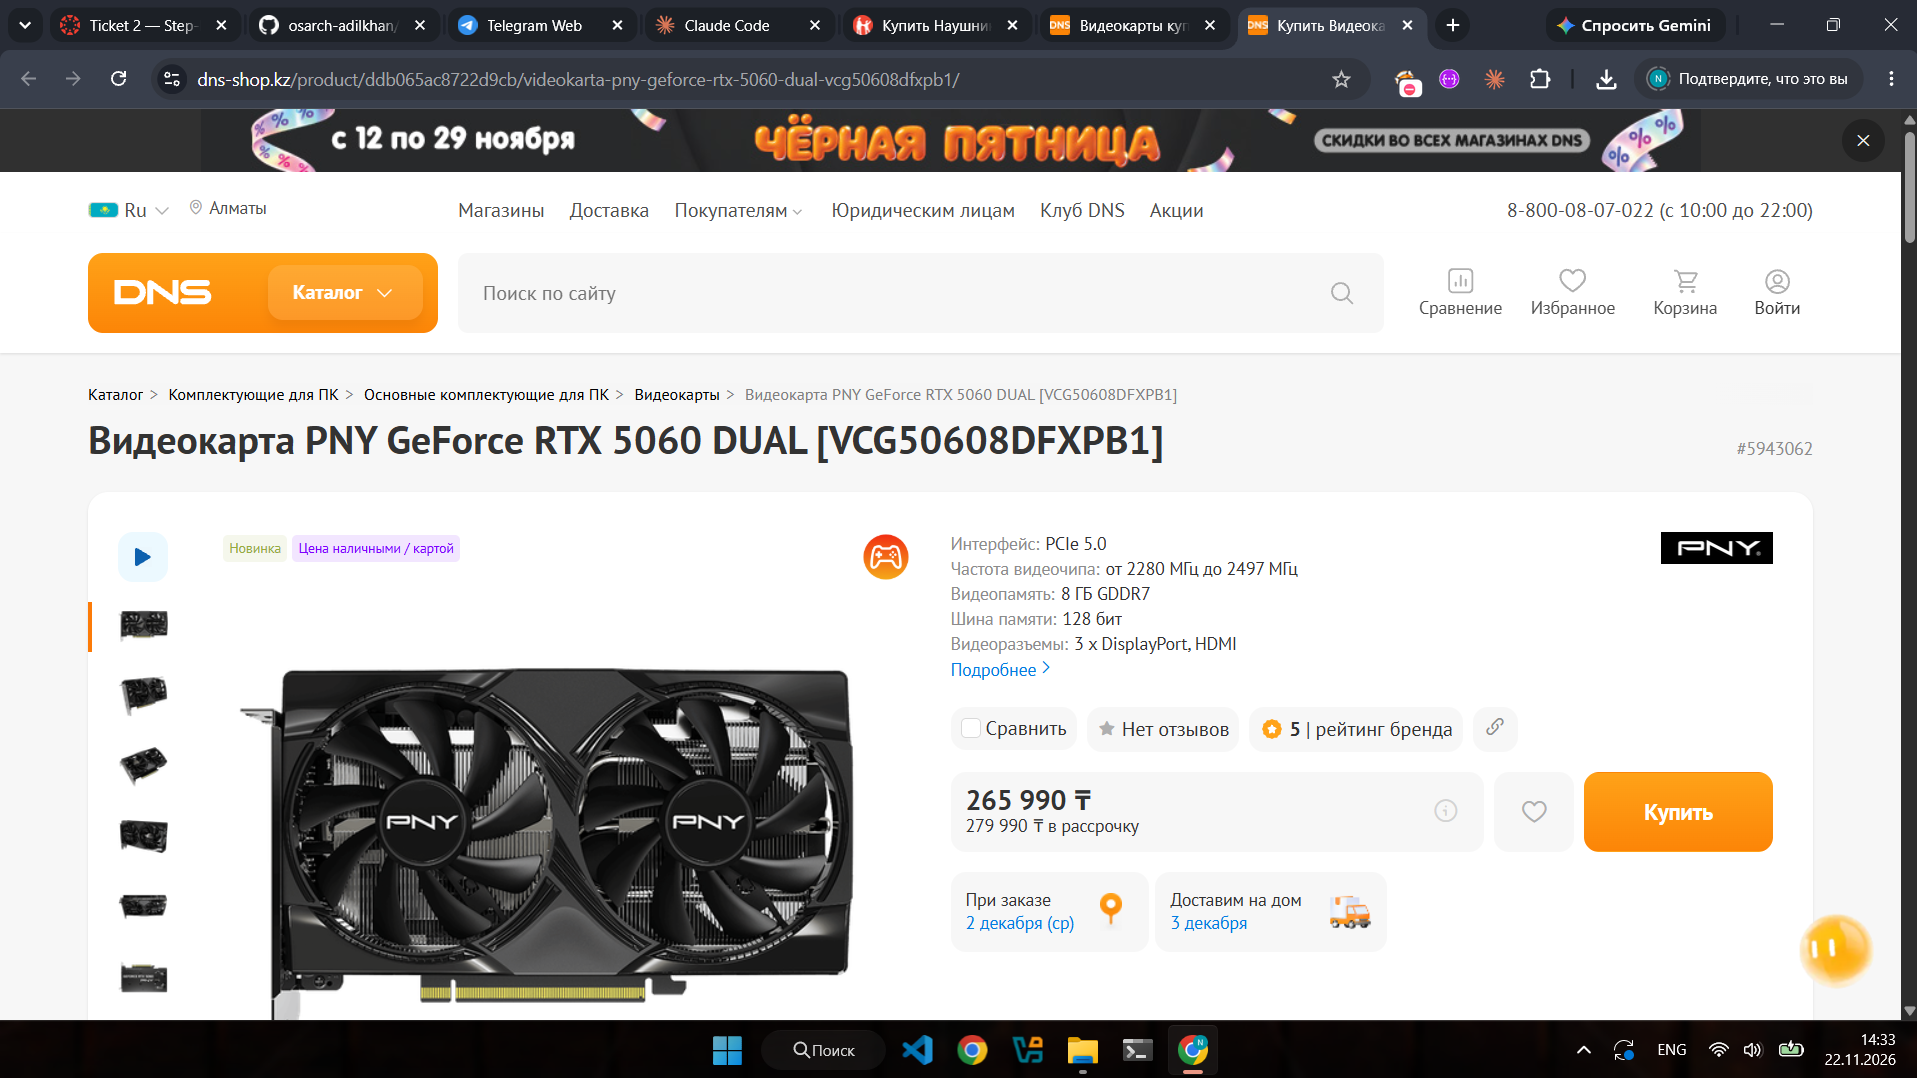 Ticket 2 — Step-
osarch-adilkhan/
Telegram Web
Claude Code
Купить Наушни
Видеокарты куп
Купить Видеока
Спросить Gemini
dns-shop.kz/product/ddb065ac8722d9cb/videokarta-pny-geforce-rtx-5060-dual-vcg50608dfxpb1/
N
Подтвердите, что это вы
с 12 по 29 ноября
ЧЁРНАЯ ПЯТНИЦА
СКИДКИ ВО ВСЕХ МАГАЗИНАХ DNS
Ru
Алматы
Магазины
Доставка
Покупателям
Юридическим лицам
Клуб DNS
Акции
8-800-08-07-022 (с 10:00 до 22:00)
DNS
Каталог
Поиск по сайту
Сравнение
Избранное
Корзина
Войти
Каталог > Комплектующие для ПК > Основные комплектующие для ПК > Видеокарты > Видеокарта PNY GeForce RTX 5060 DUAL [VCG50608DFXPB1]
Видеокарта PNY GeForce RTX 5060 DUAL [VCG50608DFXPB1]
#5943062
Новинка
Цена наличными / картой
PNY
PNY
Интерфейс: PCIe 5.0
Частота видеочипа: от 2280 МГц до 2497 МГц
Видеопамять: 8 ГБ GDDR7
Шина памяти: 128 бит
Видеоразъемы: 3 x DisplayPort, HDMI
Подробнее
PNY
Сравнить
Нет отзывов
5 | рейтинг бренда
265 990 ₸
279 990 ₸ в рассрочку
Купить
При заказе
2 декабря (ср)
Доставим на дом
3 декабря
Поиск
ENG
14:33
22.11.2026